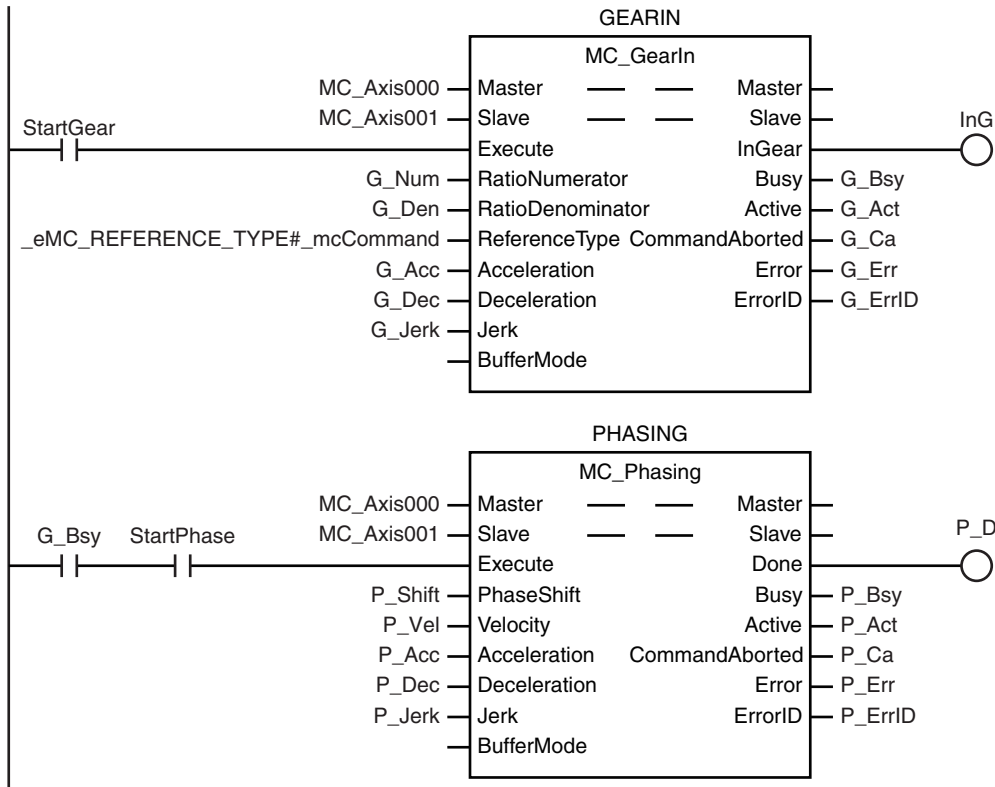 GEARIN
MC_GearIn
MC_Axis000 Master Master
MC_Axis001 Slave Slave
StartGear InG
Execute InGear
G_Num RatioNumerator Busy G_Bsy
G_Den RatioDenominator Active G_Act
_eMC_REFERENCE_TYPE#_mcCommand ReferenceType CommandAborted G_Ca
G_Acc Acceleration Error G_Err
G_Dec Deceleration ErrorID G_ErrID
G_Jerk Jerk
BufferMode
PHASING
MC_Phasing
MC_Axis000 Master Master
MC_Axis001 Slave Slave
G_Bsy StartPhase P_D
Execute Done
P_Shift PhaseShift Busy P_Bsy
P_Vel Velocity Active P_Act
P_Acc Acceleration CommandAborted P_Ca
P_Dec Deceleration Error P_Err
P_Jerk Jerk ErrorID P_ErrID
BufferMode